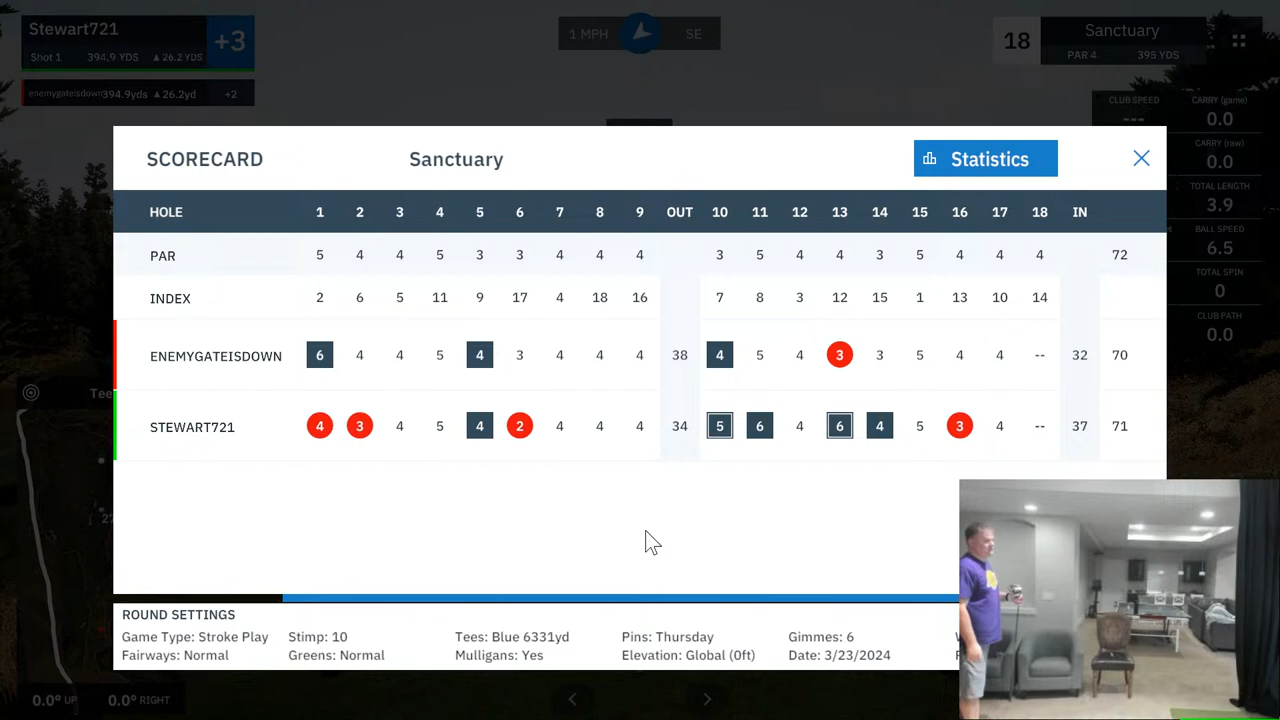 Stewart721
+3
Shot 1 394.9 YDS ▲26.2 YDS
enemygateisdown394.9yds ▲26.2yd +2
1 MPH SE
18 Sanctuary
PAR 4 395 YDS
CLUB SPEED CARRY (game)
--- 0.0
CARRY (raw)
0.0
TOTAL LENGTH
3.9
BALL SPEED
6.5
TOTAL SPIN
0
CLUB PATH
0.0
SCORECARD Sanctuary Statistics
HOLE 1 2 3 4 5 6 7 8 9 OUT 10 11 12 13 14 15 16 17 18 IN
PAR 5 4 4 5 3 3 4 4 4 3 5 4 4 3 5 4 4 4 72
INDEX 2 6 5 11 9 17 4 18 16 7 8 3 12 15 1 13 10 14
ENEMYGATEISDOWN 6 4 4 5 4 3 4 4 4 38 4 5 4 3 3 5 4 4 -- 32 70
STEWART721 4 3 4 5 4 2 4 4 4 34 5 6 4 6 4 5 3 4 -- 37 71
Tee
ROUND SETTINGS
Game Type: Stroke Play Stimp: 10 Tees: Blue 6331yd Pins: Thursday Gimmes: 6
Fairways: Normal Greens: Normal Mulligans: Yes Elevation: Global (0ft) Date: 3/23/2024
0.0° UP 0.0° RIGHT